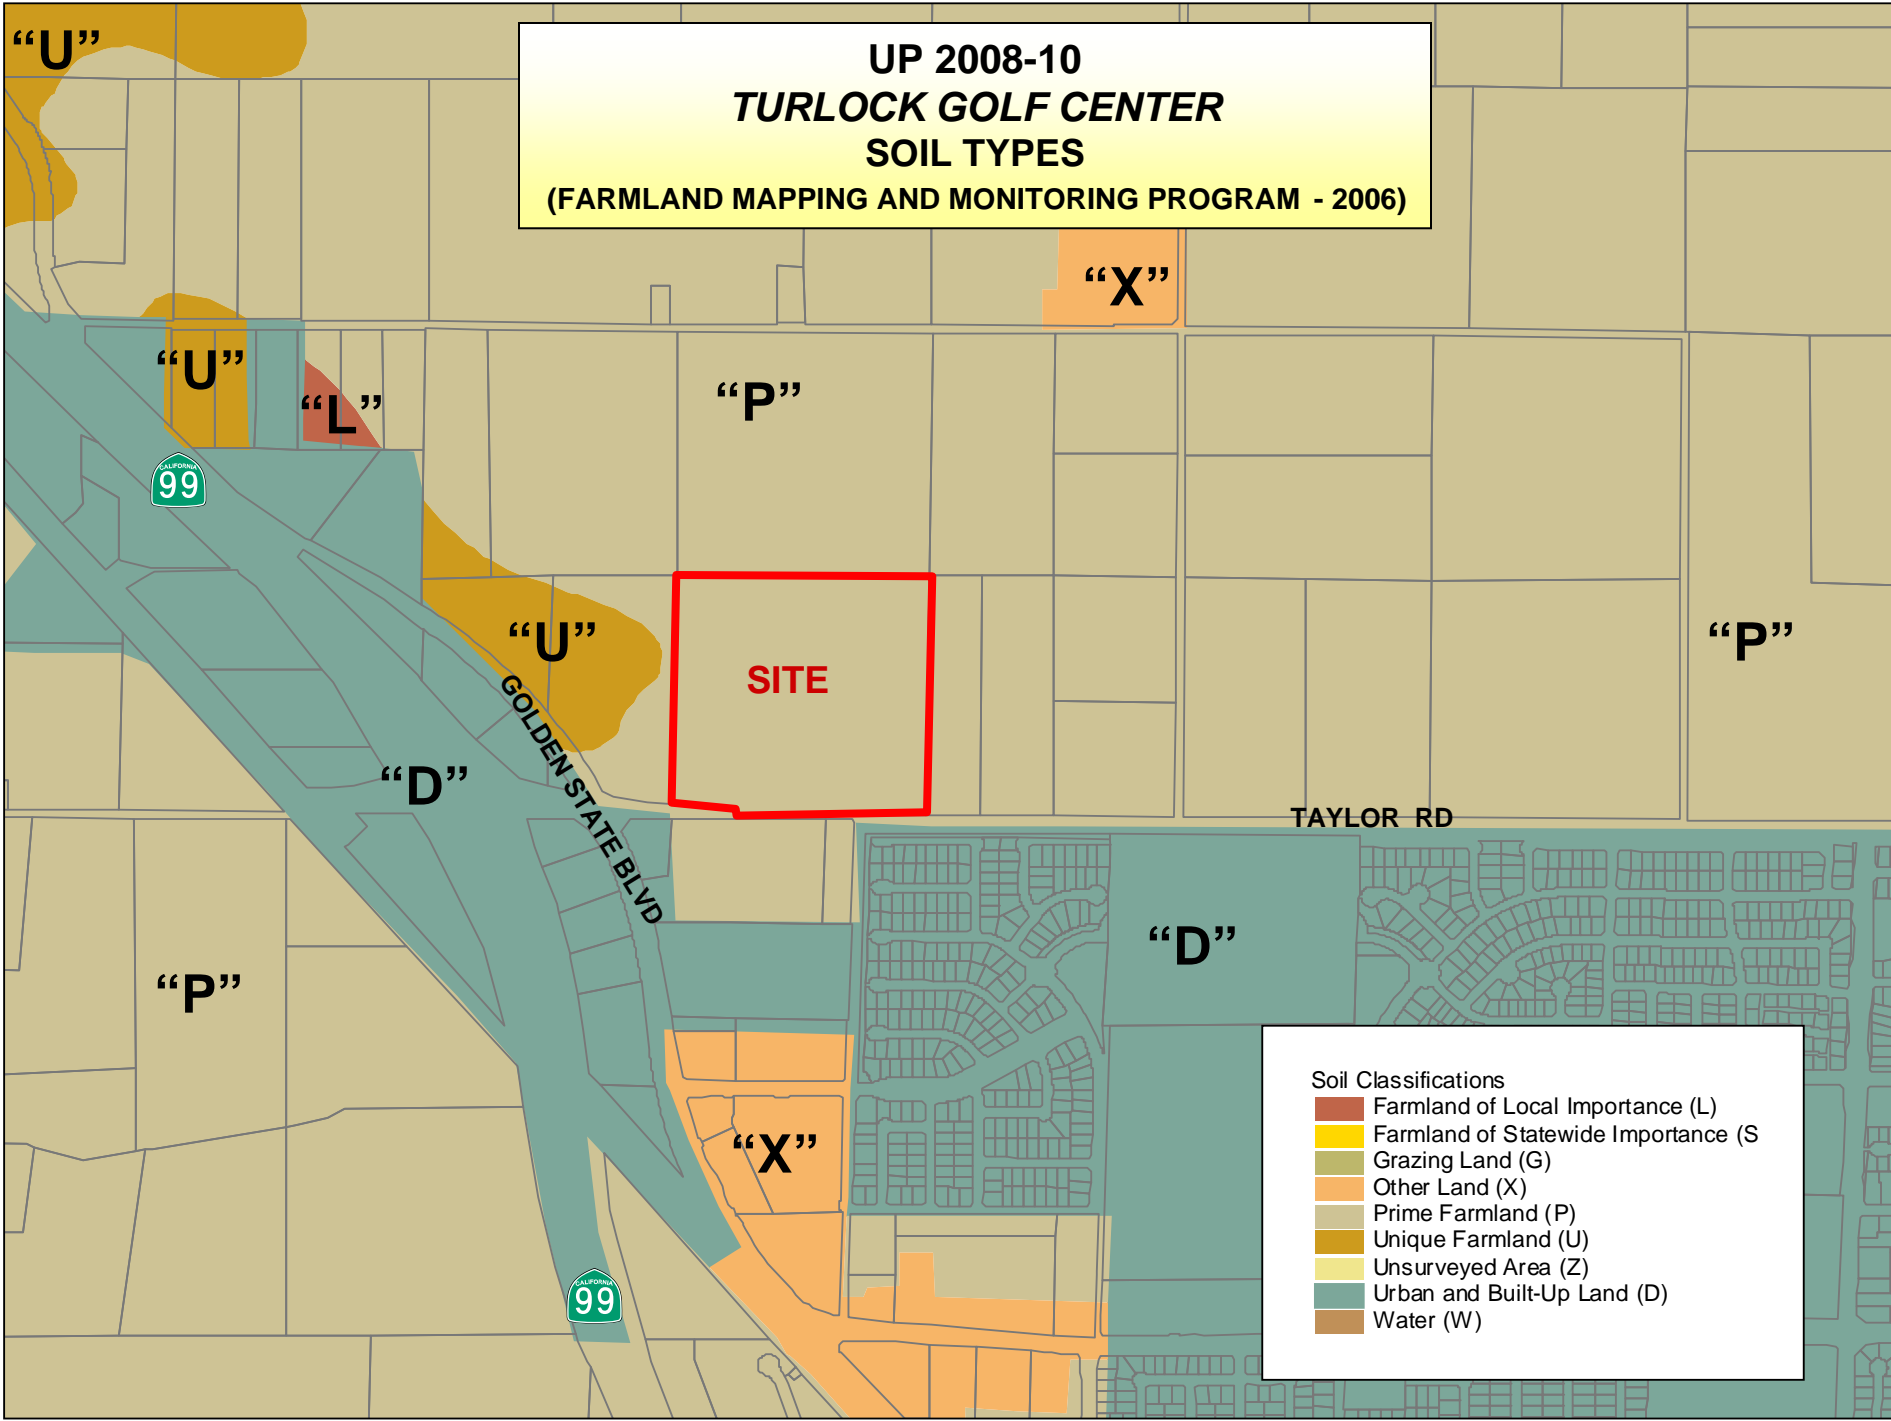 “U”
UP 2008-10
TURLOCK GOLF CENTER
SOIL TYPES
(FARMLAND MAPPING AND MONITORING PROGRAM - 2006)
“X”
“U”
“L”
“P”
CALIFORNIA
99
“U”
SITE
“P”
GOLDEN STATE BLVD
“D”
TAYLOR RD
“D”
“P”
“X”
CALIFORNIA
99
Soil Classifications
Farmland of Local Importance (L)
Farmland of Statewide Importance (S
Grazing Land (G)
Other Land (X)
Prime Farmland (P)
Unique Farmland (U)
Unsurveyed Area (Z)
Urban and Built-Up Land (D)
Water (W)